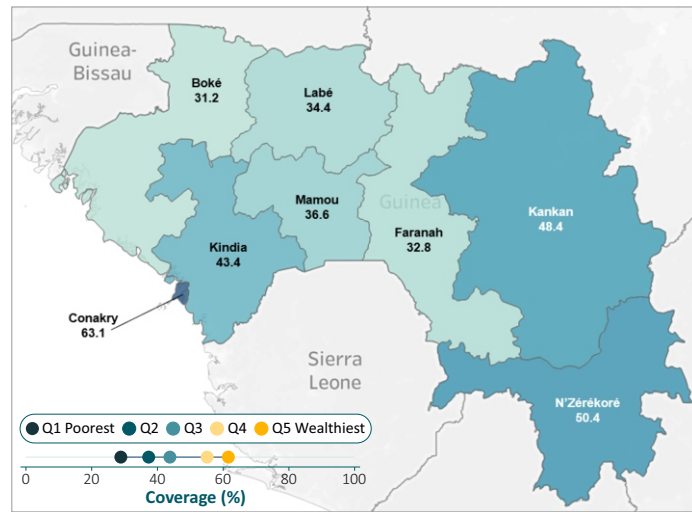 Guinea-
Bissau
Boké
31.2
Labé
34.4
Mamou
36.6
Guinea
Faranah
32.8
Kankan
48.4
Kindia
43.4
Conakry
63.1
Sierra
Leone
N'Zérékoré
50.4
Q1 Poorest Q2 Q3 Q4 Q5 Wealthiest
0 20 40 60 80 100
Coverage (%)